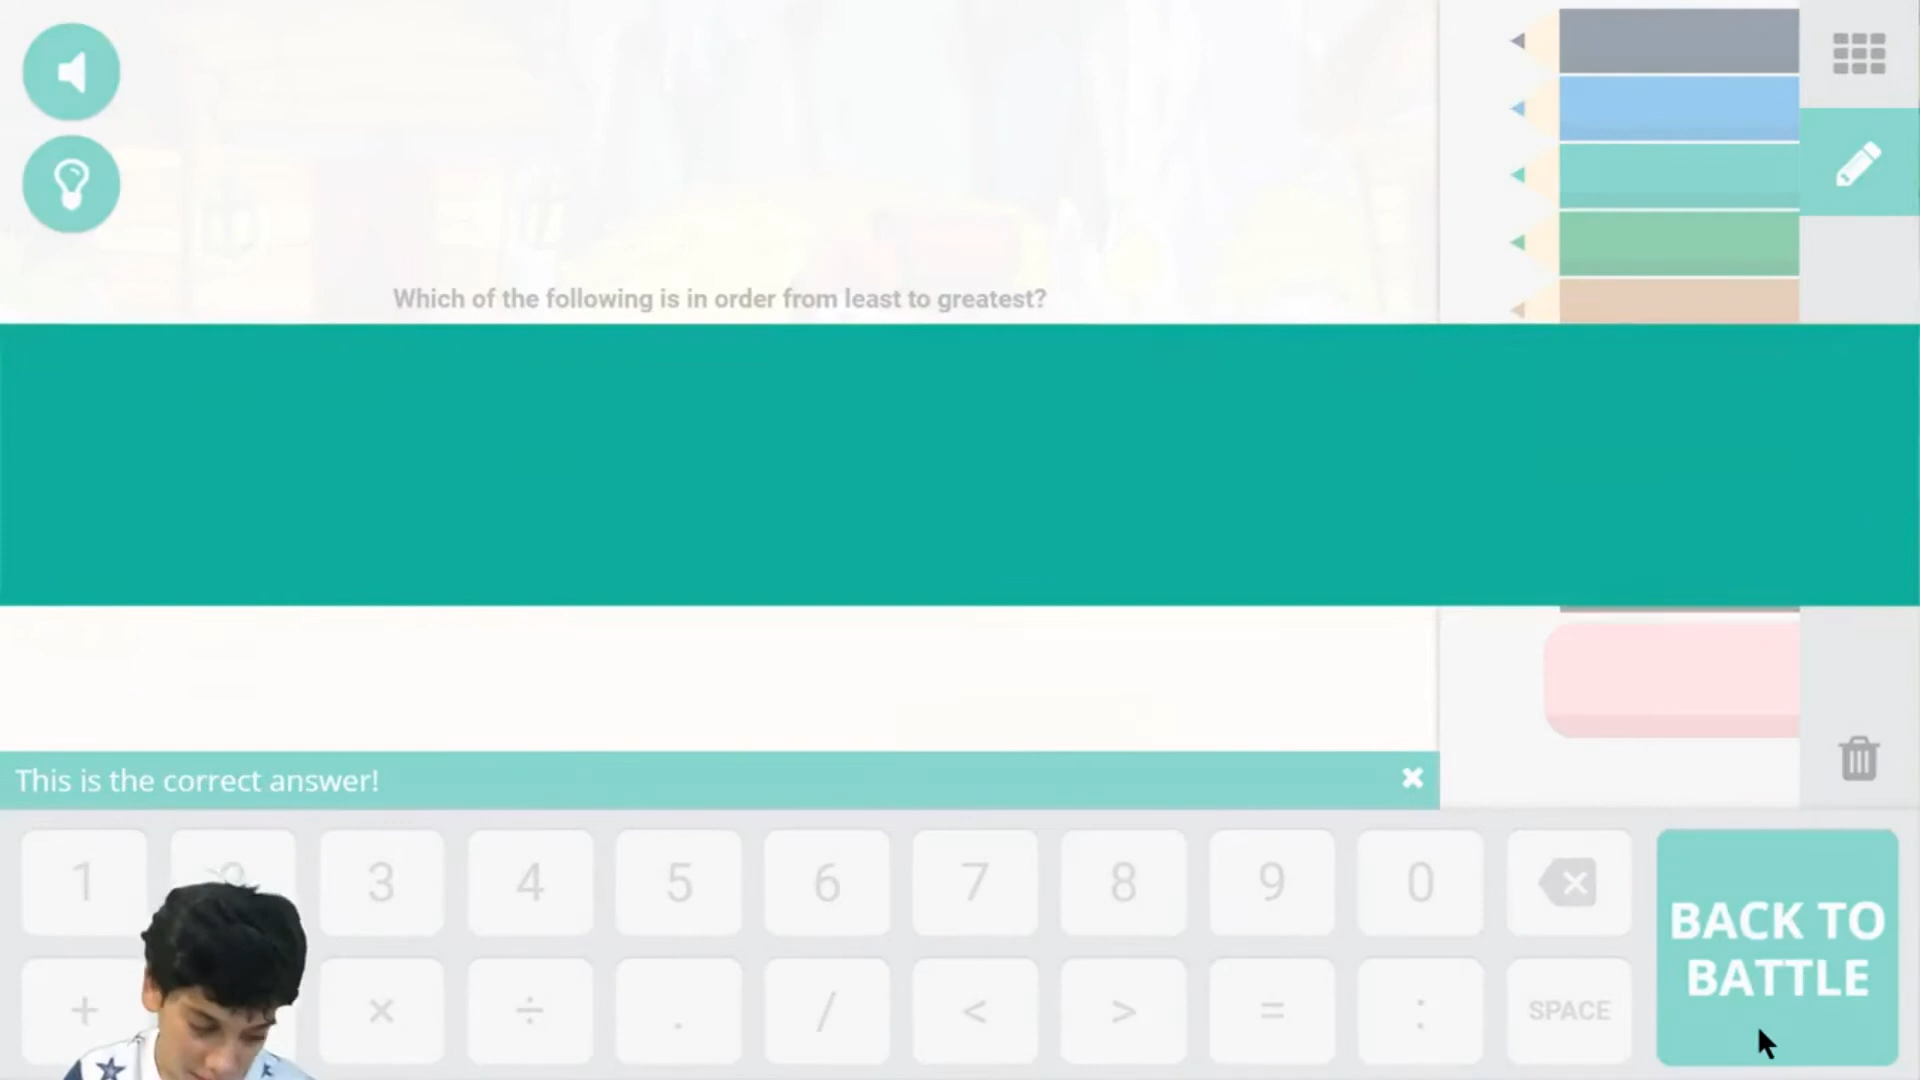 Which of the following is in order from least to greatest?
This is the correct answer!
1 2 3 4 5 6 7 8 9 0
BACK TO
BATTLE
+ × ÷ . / < > = : SPACE